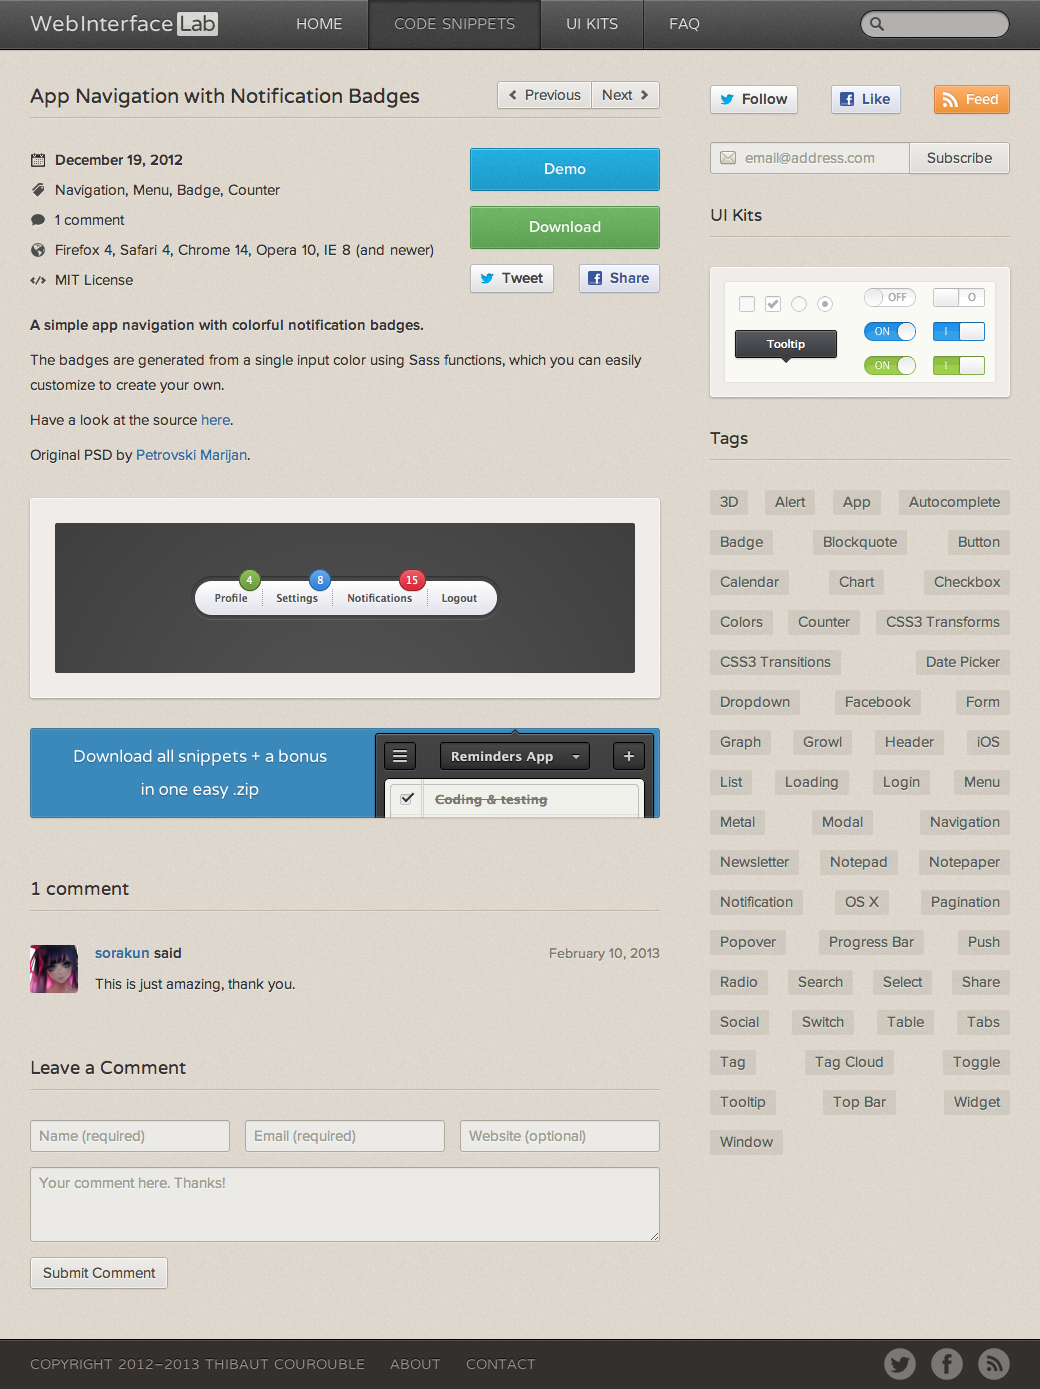 WebInterface Lab
HOME
CODE SNIPPETS
UI KITS
FAQ
App Navigation with Notification Badges
Previous
Next
December 19, 2012
Navigation, Menu, Badge, Counter
1 comment
Firefox 4, Safari 4, Chrome 14, Opera 10, IE 8 (and newer)
MIT License
Demo
Download
Tweet
Share
A simple app navigation with colorful notification badges.
The badges are generated from a single input color using Sass functions, which you can easily
customize to create your own.
Have a look at the source here.
Original PSD by Petrovski Marijan.
4
8
15
Profile
Settings
Notifications
Logout
Download all snippets + a bonus
in one easy .zip
Reminders App
+
Coding & testing
1 comment
sorakun said
February 10, 2013
This is just amazing, thank you.
Leave a Comment
Name (required)
Email (required)
Website (optional)
Your comment here. Thanks!
Submit Comment
Follow
Like
Feed
email@address.com
Subscribe
UI Kits
OFF
O
Tooltip
ON
I
ON
I
Tags
3D Alert App Autocomplete
Badge Blockquote Button
Calendar Chart Checkbox
Colors Counter CSS3 Transforms
CSS3 Transitions Date Picker
Dropdown Facebook Form
Graph Growl Header iOS
List Loading Login Menu
Metal Modal Navigation
Newsletter Notepad Notepaper
Notification OS X Pagination
Popover Progress Bar Push
Radio Search Select Share
Social Switch Table Tabs
Tag Tag Cloud Toggle
Tooltip Top Bar Widget
Window
COPYRIGHT 2012–2013 THIBAUT COUROUBLE
ABOUT
CONTACT